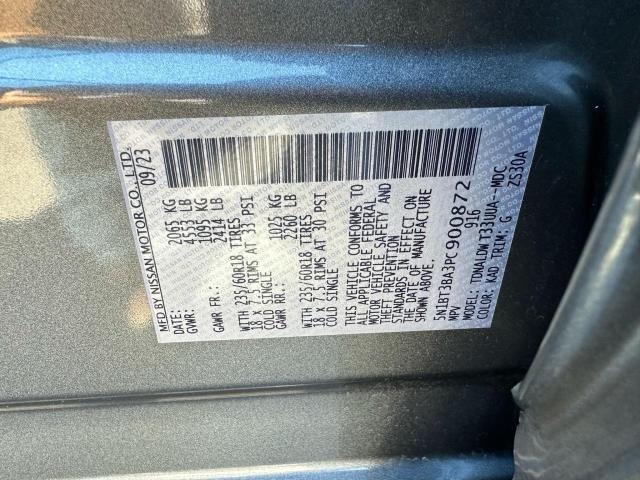 MFD BY NISSAN MOTOR CO., LTD.
DATE: 09/23
GVWR: 2065 KG
4553 LB
GAWR FR.: 1095 KG
2414 LB
WITH 235/60R18 TIRES
18 X 7.5 RIMS AT 33 PSI
COLD SINGLE
GAWR RR.: 1025 KG
2260 LB
WITH 235/60R18 TIRES
18 X 7.5 RIMS AT 30 PSI
COLD SINGLE
THIS VEHICLE CONFORMS TO
ALL APPLICABLE FEDERAL
MOTOR VEHICLE SAFETY AND
THEFT PREVENTION
STANDARDS IN EFFECT ON
THE DATE OF MANUFACTURE
SHOWN ABOVE.
5N1BT3BA3PC900872
MPV 916
MODEL: TDNALDW T33UUA--MDC
COLOR: KAD TRIM: G ZS30A